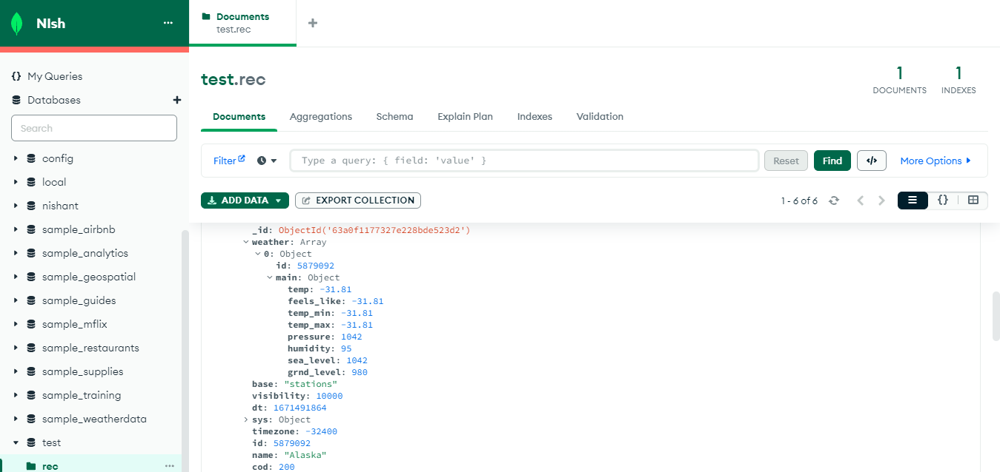 NIsh
...
Documents
test.rec
+
{} My Queries
Databases +
Search
config
local
nishant
sample_airbnb
sample_analytics
sample_geospatial
sample_guides
sample_mflix
sample_restaurants
sample_supplies
sample_training
sample_weatherdata
test
rec ...
test.rec
1 DOCUMENTS
1 INDEXES
Documents Aggregations Schema Explain Plan Indexes Validation
Filter Type a query: { field: 'value' } Reset Find </> More Options
ADD DATA EXPORT COLLECTION 1 - 6 of 6 {}
_id: ObjectId('63a0f1177327e228bde523d2')
weather: Array
0: Object
id: 5879092
main: Object
temp: -31.81
feels_like: -31.81
temp_min: -31.81
temp_max: -31.81
pressure: 1042
humidity: 95
sea_level: 1042
grnd_level: 980
base: "stations"
visibility: 10000
dt: 1671491864
sys: Object
timezone: -32400
id: 5879092
name: "Alaska"
cod: 200